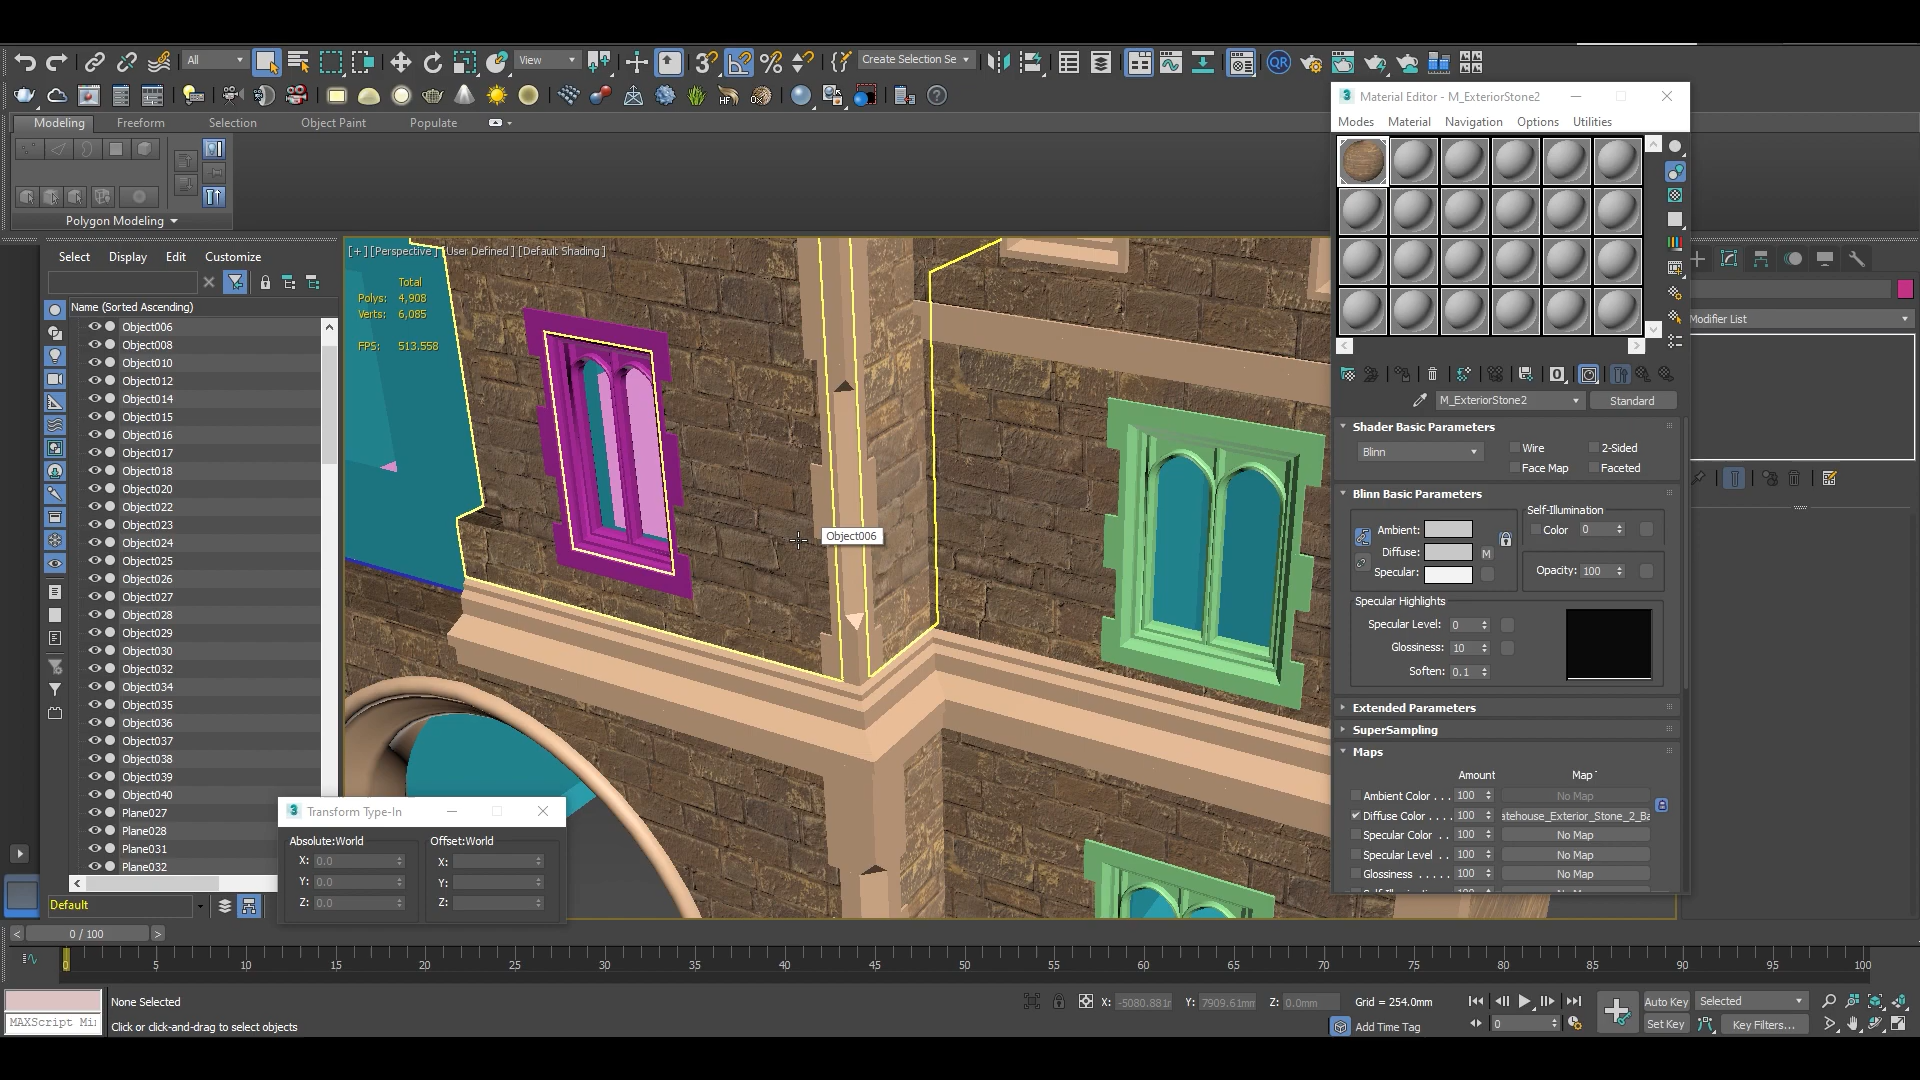 All
View
Create Selection Se
QR
HF
Modeling
Freeform
Selection
Object Paint
Populate
Polygon Modeling
Select
Display
Edit
Customize
Name (Sorted Ascending)
Object006
Object008
Object010
Object012
Object014
Object015
Object016
Object017
Object018
Object020
Object022
Object023
Object024
Object025
Object026
Object027
Object028
Object029
Object030
Object032
Object034
Object035
Object036
Object037
Object038
Object039
Object040
Plane027
Plane028
Plane031
Plane032
Default
[+] [Perspective] [User Defined] [Default Shading]
Total
Polys: 4,908
Verts: 6,085
FPS: 513.558
Object006
Transform Type-In
Absolute:World
Offset:World
X: 0.0
X:
Y: 0.0
Y:
Z: 0.0
Z:
Material Editor - M_ExteriorStone2
Modes
Material
Navigation
Options
Utilities
M_ExteriorStone2
Standard
Shader Basic Parameters
Blinn
Wire
2-Sided
Face Map
Faceted
Blinn Basic Parameters
Self-Illumination
Ambient:
Color 0
Diffuse: M
Specular:
Opacity: 100
Specular Highlights
Specular Level: 0
Glossiness: 10
Soften: 0.1
Extended Parameters
SuperSampling
Maps
Amount
Map
Ambient Color . . . 100 No Map
Diffuse Color . . . . 100 atehouse_Exterior_Stone_2_Ba
Specular Color . . 100 No Map
Specular Level . . 100 No Map
Glossiness . . . . . 100 No Map
Modifier List
0 / 100
0 5 10 15 20 25 30 35 40 45 50 55 60 65 70 75 80 85 90 95 100
None Selected
MAXScript Mi
Click or click-and-drag to select objects
X: -5080.881m
Y: 7909.61mm
Z: 0.0mm
Grid = 254.0mm
Add Time Tag
0
Auto Key
Selected
Set Key
Key Filters...